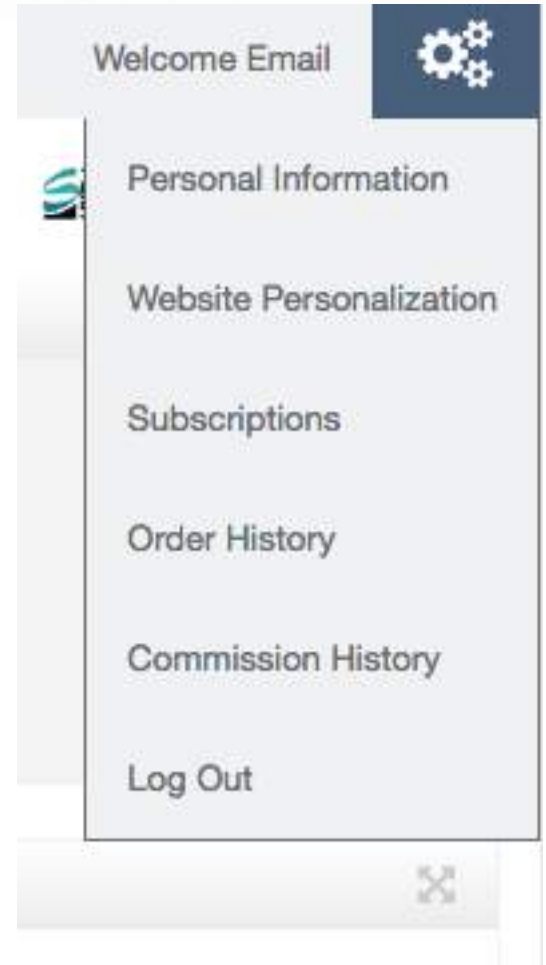 Welcome Email
Personal Information
Website Personalization
Subscriptions
Order History
Commission History
Log Out